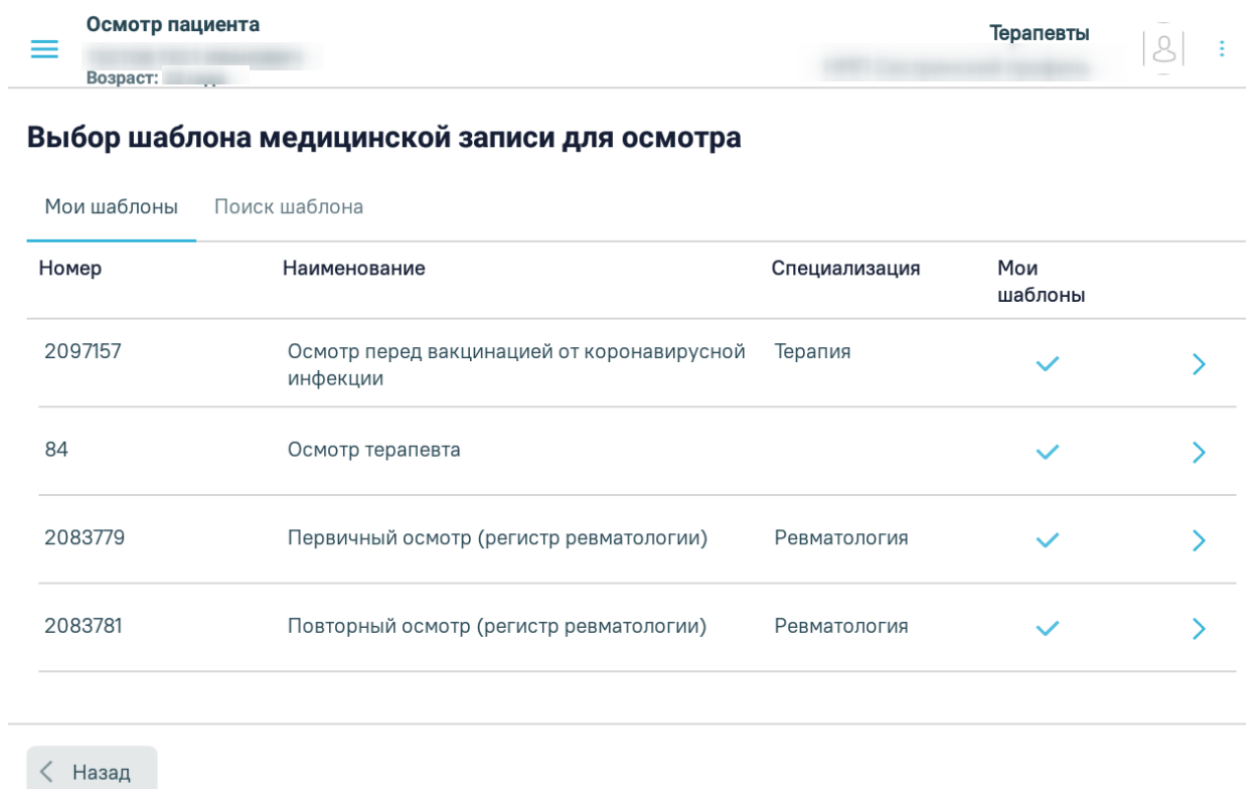 Осмотр пациента
Терапевты
Возраст:
Выбор шаблона медицинской записи для осмотра
Мои шаблоны Поиск шаблона
Номер Наименование Специализация Мои
шаблоны
2097157 Осмотр перед вакцинацией от коронавирусной Терапия
инфекции
84 Осмотр терапевта
2083779 Первичный осмотр (регистр ревматологии) Ревматология
2083781 Повторный осмотр (регистр ревматологии) Ревматология
Назад